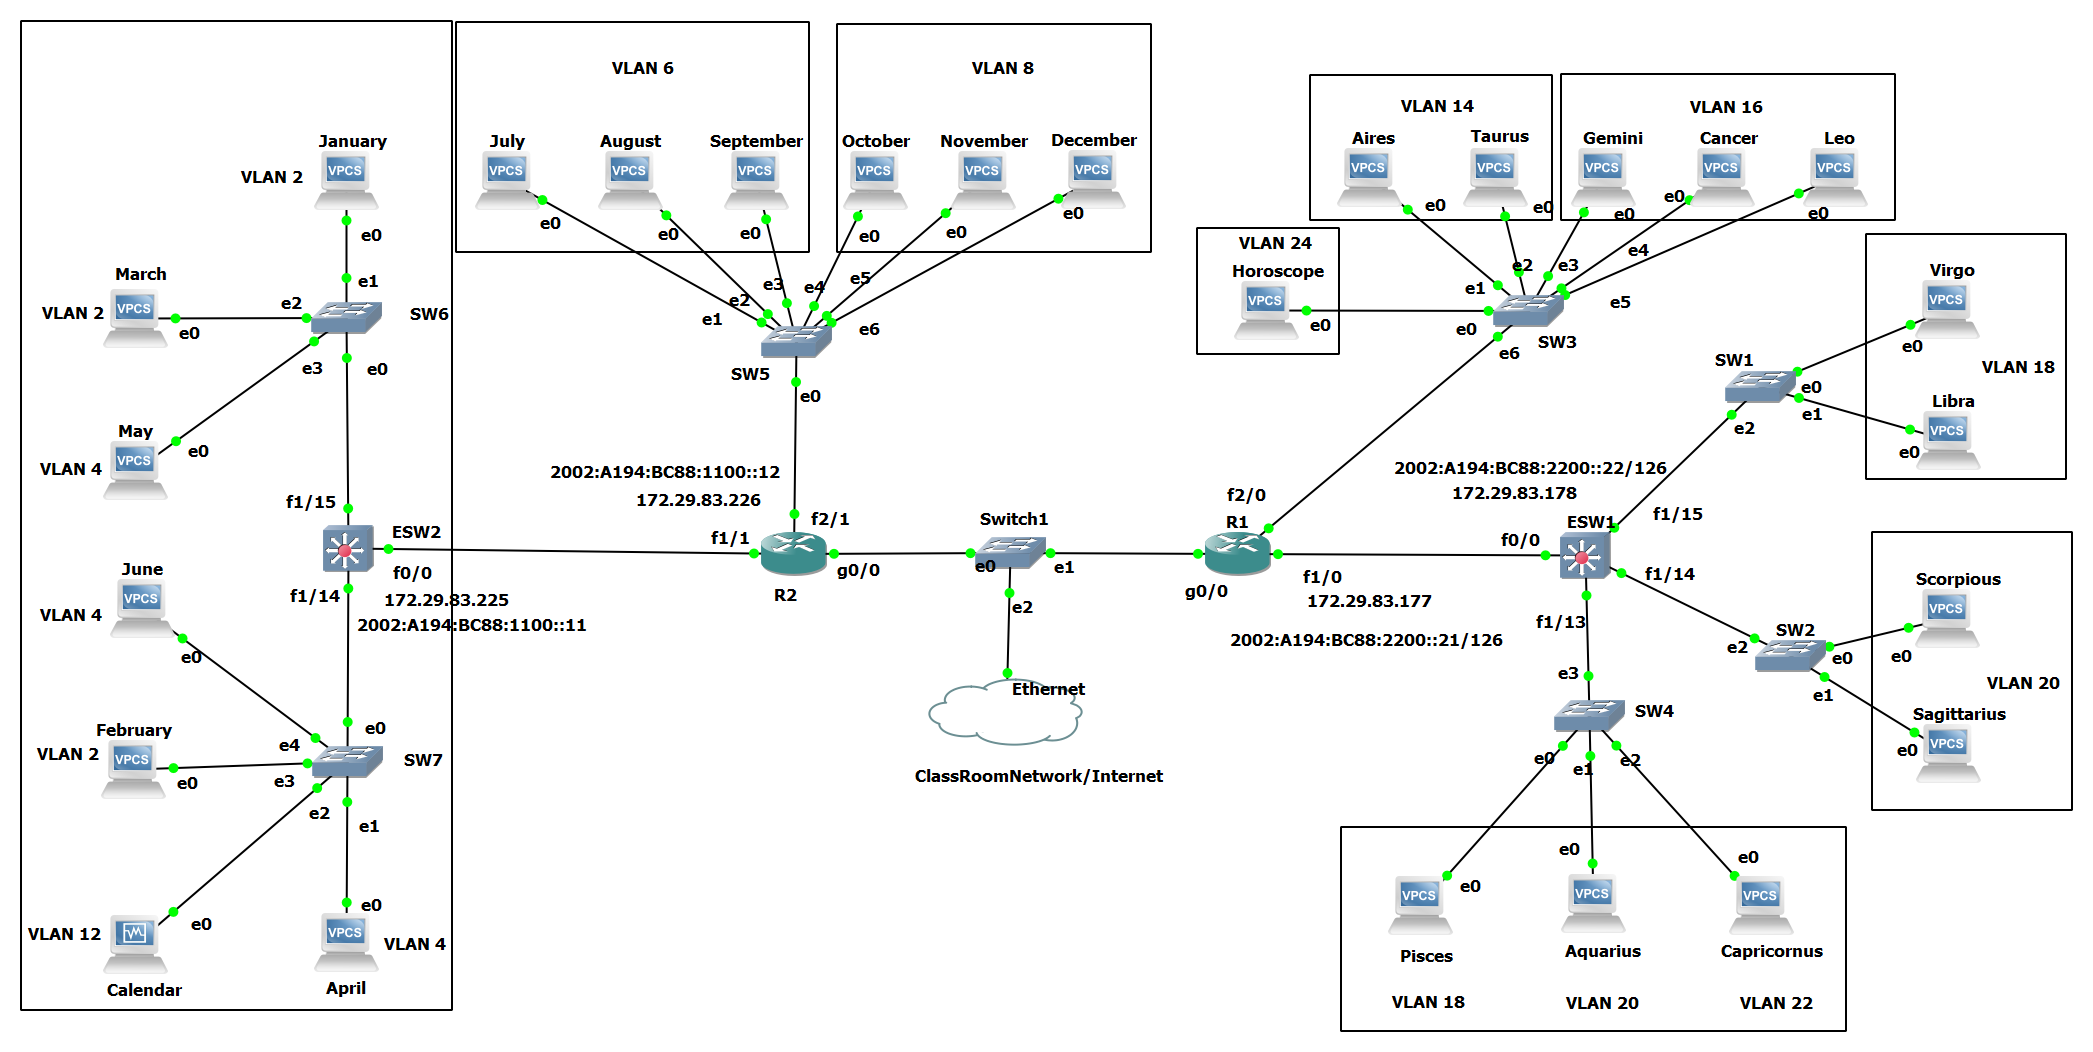 VLAN 6
VLAN 8
July
August
September
October
November
December
VPCS
VPCS
VPCS
VPCS
VPCS
VPCS
e0
e0
e0
e0
e0
e0
e1
e2
e3
e4
e5
e6
SW5
e0
January
VLAN 2
VPCS
e0
e1
March
VLAN 2
VPCS
e0
e2
SW6
e3
e0
May
VLAN 4
VPCS
e0
f1/15
ESW2
f0/0
f1/14
172.29.83.225
2002:A194:BC88:1100::11
June
VLAN 4
VPCS
e0
February
VLAN 2
VPCS
e0
e0
e4
e3
e2
SW7
e1
VLAN 12
e0
Calendar
e0
VPCS
VLAN 4
April
2002:A194:BC88:1100::12
172.29.83.226
f2/1
f1/1
g0/0
R2
Switch1
e0
e1
e2
Ethernet
ClassRoomNetwork/Internet
VLAN 14
VLAN 16
Aires
Taurus
Gemini
Cancer
Leo
VPCS
VPCS
VPCS
VPCS
VPCS
e0
e0
e0
e0
e0
VLAN 24
Horoscope
VPCS
e0
e0
e1
e2
e3
e4
e5
SW3
e6
f2/0
R1
g0/0
f1/0
172.29.83.177
2002:A194:BC88:2200::21/126
2002:A194:BC88:2200::22/126
172.29.83.178
ESW1
f0/0
f1/15
f1/14
f1/13
Virgo
VPCS
e0
VLAN 18
SW1
e0
e1
e2
Libra
VPCS
e0
Scorpious
VPCS
e0
SW2
e2
e0
e1
VLAN 20
Sagittarius
VPCS
e0
e3
SW4
e0
e1
e2
e0
e0
e0
VPCS
VPCS
VPCS
Pisces
Aquarius
Capricornus
VLAN 18
VLAN 20
VLAN 22